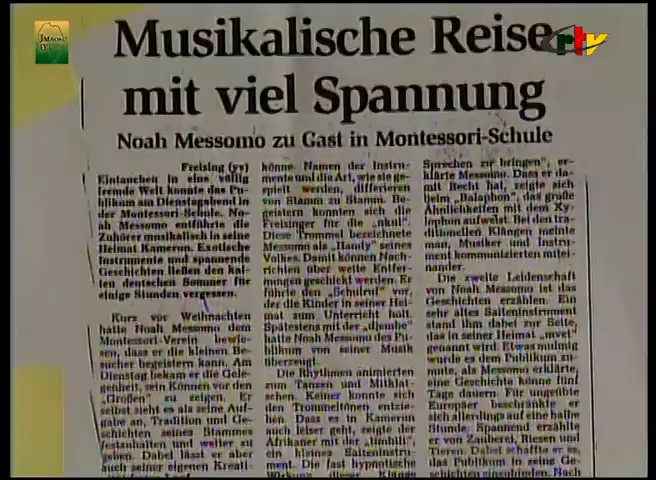 Musikalische Reise
mit viel Spannung
Noah Messomo zu Gast in Montessori-Schule
Freising (yv)
Eintauchen in eine völlig
fremde Welt konnte das Pu-
blikum am Dienstagabend in
der Montessori-Schule. No-
ah Messomo entführte die
Zuhörer musikalisch in seine
Heimat Kamerun. Exotische
Instrumente und spannende
Geschichten ließen den kal-
ten deutschen Sommer für
einige Stunden vergessen.
Kurz vor Weihnachten
hatte Noah Messomo dem
Montessori-Verein bewie-
sen, daß er die kleinen Be-
sucher begeistern kann. Am
Dienstag bekam er die Gele-
genheit, sein Können vor den
„Großen" zu zeigen. Er
selbst sieht es als seine Auf-
gabe an, Tradition und Ge-
schichten seines Stammes
festzuhalten und weiter zu
geben. Dabei lässt er aber
auch seiner eigenen Kreati-
könne. Namen der Instru-
mente und die Art, wie sie ge-
spielt werden, differieren
von Stamm zu Stamm. Be-
geistern konnten sich die
Freisinger für die „nkul".
Diese Trommel bezeichnete
Messomo als „Handy" seines
Volkes. Damit können Nach-
richten über weite Entfer-
nungen geschickt werden. Er
führte den „Schulruf" vor,
der die Kinder in seiner Hei-
mat zum Unterricht holt.
Spätestens mit der
hatte Noah Messomo des Pu-
blikum von seiner Musik
überzeugt.
Die Rhythmen animierten
zum Tanzen und Mitklat-
schen. Keiner konnte sich
den Trommeltönen entzie-
hen. Dass es in Kamerun
auch leiser geht, zeigte der
Afrikaner mit der
ein kleines Saiteninstru-
ment. Die fast hypnotische
Wirkung dieser Klänge
Sprechen zu bringen", er-
klärte Messomo. Dass er da-
mit Recht hat, zeigte sich
beim „Balaphon", das große
Ähnlichkeiten mit dem Xy-
aufweist. Bei den tra-
ditionellen Klängen meinte
man, Musiker und Instru-
ment kommunizierten mitei-
nander.
Die zweite Leidenschaft
von Noah Messomo ist das
Geschichten erzählen. Ein
sehr altes Saiteninstrument
stand ihm dabei zur Seite,
das in seiner Heimat „mvet"
genannt wird. Etwas mulmig
wurde es dem Publikum zu-
mute, als Messomo erklärte,
eine Geschichte könne fünf
Tage dauern. Für ungeübte
Europäer beschränkte er
sich allerdings auf eine halbe
Stunde. Spannend erzählte
er von Zauberei, Riesen und
Tieren. Dabei schaffte er es,
das Publikum in seine Ge-
schichten einzubinden. Nach
crtv